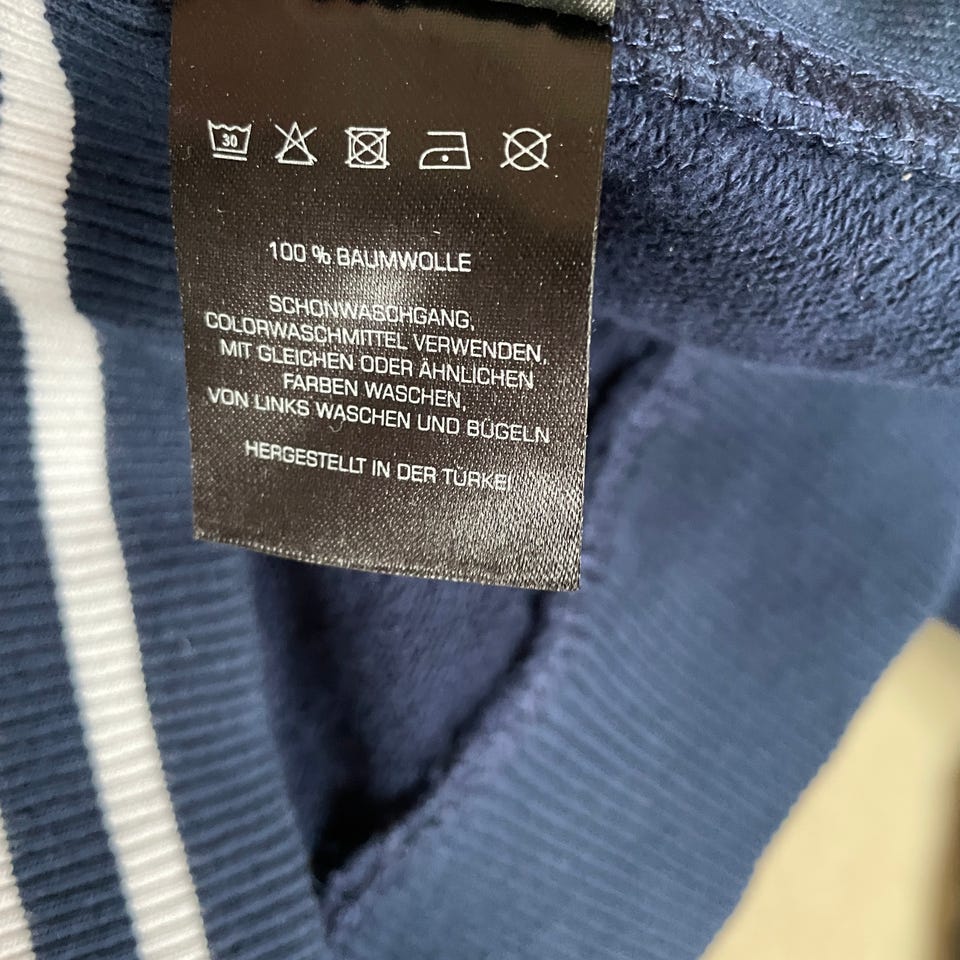 30
100 % BAUMWOLLE
SCHONWASCHGANG,
COLORWASCHMITTEL VERWENDEN,
MIT GLEICHEN ODER ÄHNLICHEN
FARBEN WASCHEN,
VON LINKS WASCHEN UND BÜGELN
HERGESTELLT IN DER TÜRKEI